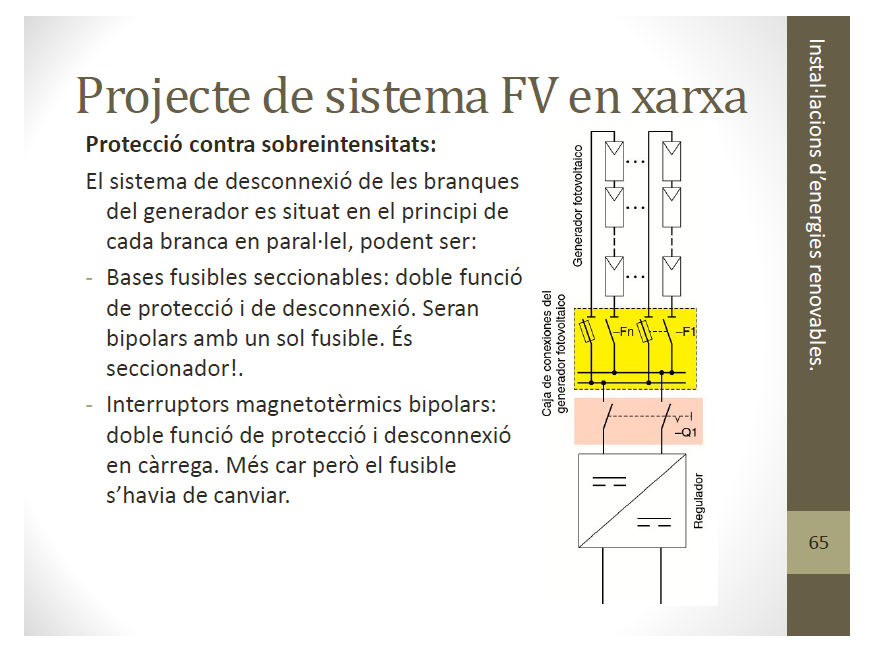 Projecte de sistema FV en xarxa
Protecció contra sobreintensitats:
El sistema de desconnexió de les branques
del generador es situat en el principi de
cada branca en paral·lel, podent ser:
- Bases fusibles seccionables: doble funció
de protecció i de desconnexió. Seran
bipolars amb un sol fusible. És
seccionador!.
- Interruptors magnetotèrmics bipolars:
doble funció de protecció i desconnexió
en càrrega. Més car però el fusible
s’havia de canviar.
Generador fotovoltaico
Caja de conexiones del
generador fotovoltaico
–Fn
–F1
–Q1
Regulador
Instal·lacions d’energies renovables.
65